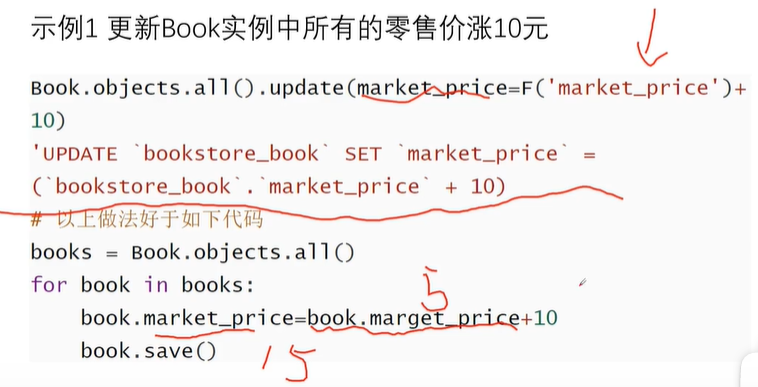 示例1 更新Book实例中所有的零售价涨10元
Book.objects.all().update(market_price=F('market_price')+
10)
'UPDATE `bookstore_book` SET `market_price` =
(`bookstore_book`.`market_price` + 10)
# 以上做法好于如下代码
books = Book.objects.all()
for book in books:
5
book.market_price=book.marget_price+10
book.save()
15